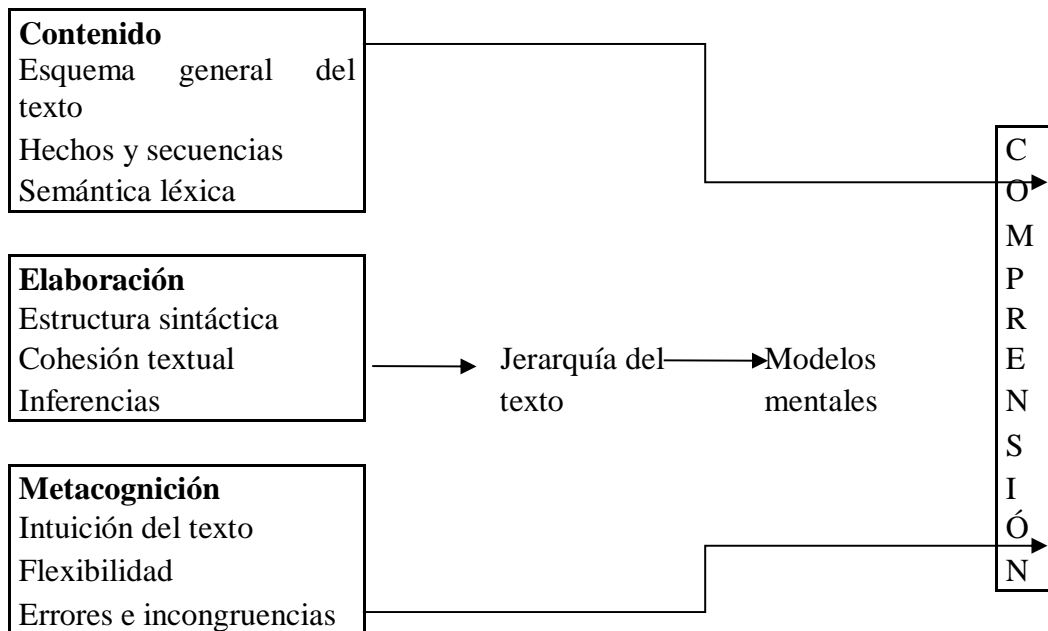 Contenido
Esquema general del
texto
Hechos y secuencias
Semántica léxica
Elaboración
Estructura sintáctica
Cohesión textual
Inferencias
Jerarquía del
texto
Modelos
mentales
Metacognición
Intuición del texto
Flexibilidad
Errores e incongruencias
C
O
M
P
R
E
N
S
I
Ó
N